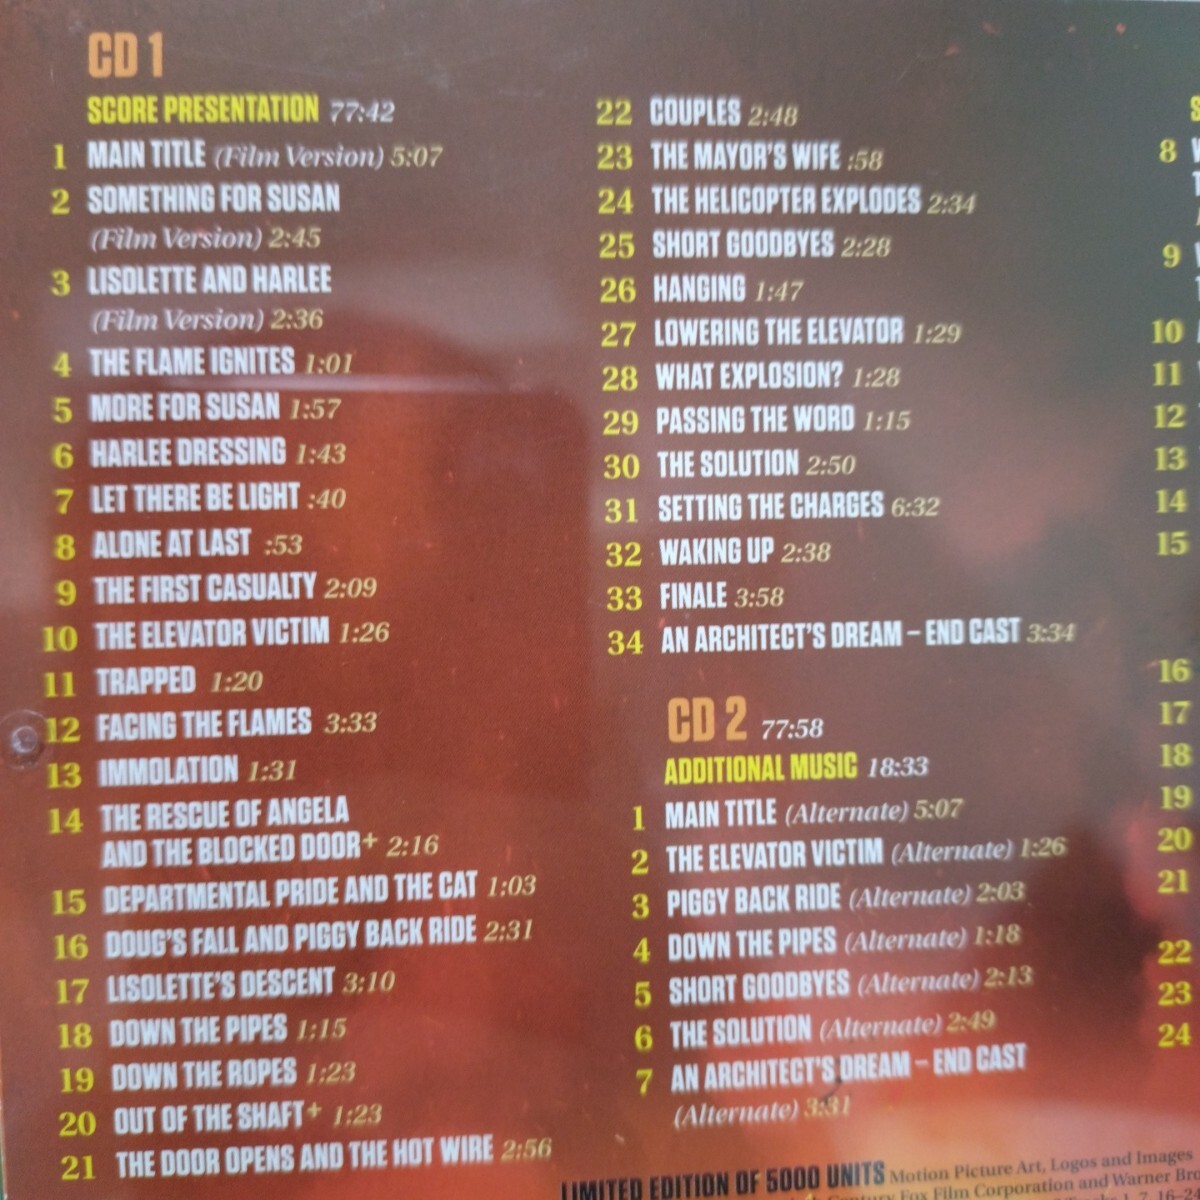 CD 1
SCORE PRESENTATION 77:42
1 MAIN TITLE (Film Version) 5:07
2 SOMETHING FOR SUSAN
(Film Version) 2:45
3 LISOLETTE AND HARLEE
(Film Version) 2:36
4 THE FLAME IGNITES 1:01
5 MORE FOR SUSAN 1:57
6 HARLEE DRESSING 1:43
7 LET THERE BE LIGHT :40
8 ALONE AT LAST :53
9 THE FIRST CASUALTY 2:09
10 THE ELEVATOR VICTIM 1:26
11 TRAPPED 1:20
12 FACING THE FLAMES 3:33
13 IMMOLATION 1:31
14 THE RESCUE OF ANGELA
AND THE BLOCKED DOOR+ 2:16
15 DEPARTMENTAL PRIDE AND THE CAT 1:03
16 DOUG'S FALL AND PIGGY BACK RIDE 2:31
17 LISOLETTE'S DESCENT 3:10
18 DOWN THE PIPES 1:15
19 DOWN THE ROPES 1:23
20 OUT OF THE SHAFT+ 1:23
21 THE DOOR OPENS AND THE HOT WIRE 2:56
22 COUPLES 2:48
23 THE MAYOR'S WIFE :58
24 THE HELICOPTER EXPLODES 2:34
25 SHORT GOODBYES 2:28
26 HANGING 1:47
27 LOWERING THE ELEVATOR 1:29
28 WHAT EXPLOSION? 1:28
29 PASSING THE WORD 1:15
30 THE SOLUTION 2:50
31 SETTING THE CHARGES 6:32
32 WAKING UP 2:38
33 FINALE 3:58
34 AN ARCHITECT'S DREAM – END CAST 3:34
CD 2 77:58
ADDITIONAL MUSIC 18:33
1 MAIN TITLE (Alternate) 5:07
2 THE ELEVATOR VICTIM (Alternate) 1:26
3 PIGGY BACK RIDE (Alternate) 2:03
4 DOWN THE PIPES (Alternate) 1:18
5 SHORT GOODBYES (Alternate) 2:13
6 THE SOLUTION (Alternate) 2:49
7 AN ARCHITECT'S DREAM – END CAST
(Alternate) 3:31
LIMITED EDITION OF 5000 UNITS Motion Picture Art, Logos and Images
Century Fox Film Corporation and Warner
8
9
10
11
12
13
14
15
16
17
18
19
20
21
22
23
24